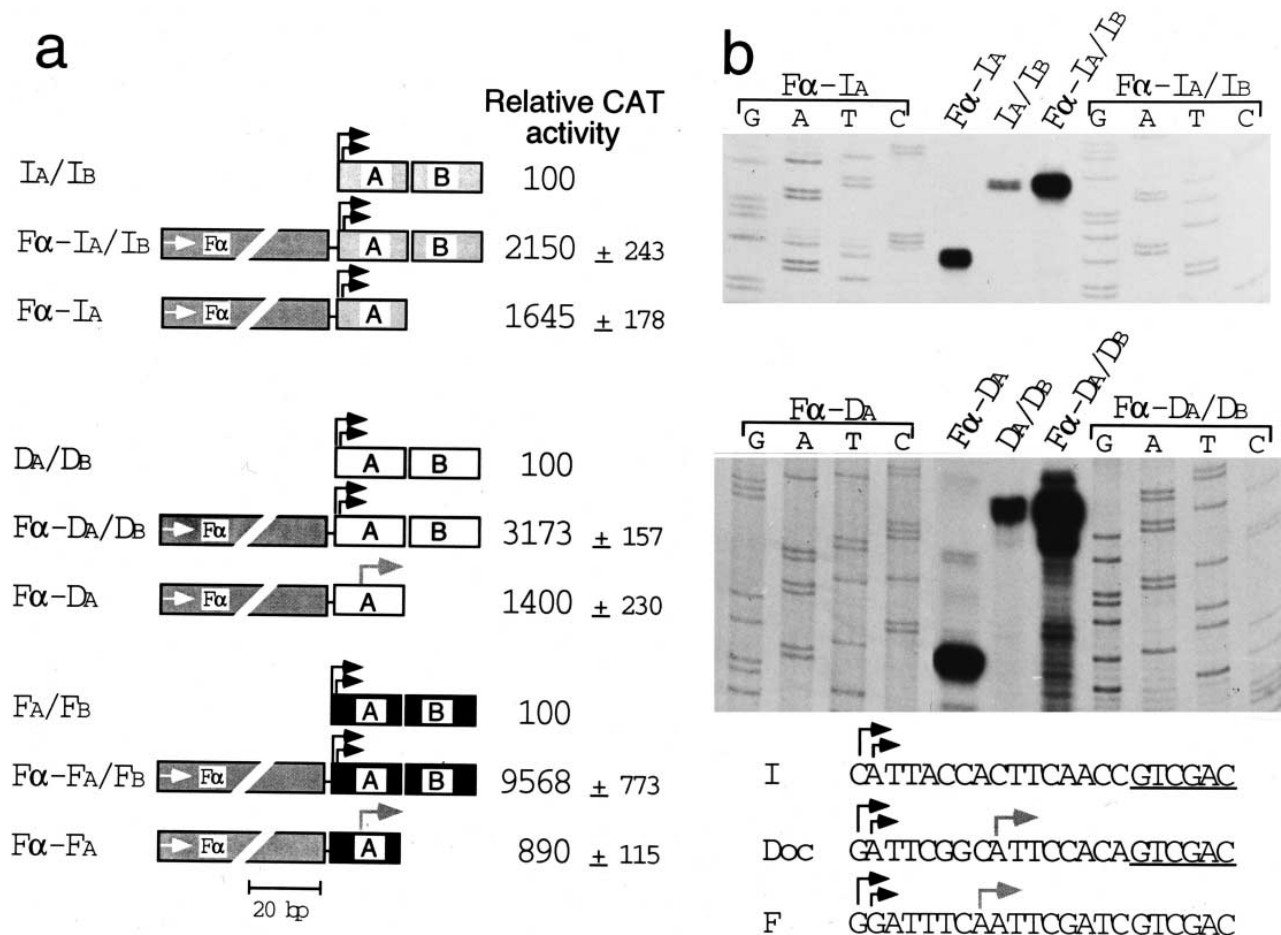 a
Relative CAT
activity
IA/IB A B 100
Fα-IA/IB Fα A B 2150 ± 243
Fα-IA Fα A 1645 ± 178
DA/DB A B 100
Fα-DA/DB Fα A B 3173 ± 157
Fα-DA Fα A 1400 ± 230
FA/FB A B 100
Fα-FA/FB Fα A B 9568 ± 773
Fα-FA Fα A 890 ± 115
20 bp
b
Fα-IA Fα-IA IA/IB Fα-IA/IB Fα-IA/IB
G A T C G A T C
Fα-DA Fα-DA DA/DB Fα-DA/DB Fα-DA/DB
G A T C G A T C
I CATTACCACTTCAACCGTCGAC
Doc GATTCGGCATTCCACAGTCGAC
F GGATTTCAATTCGATCGTCGAC